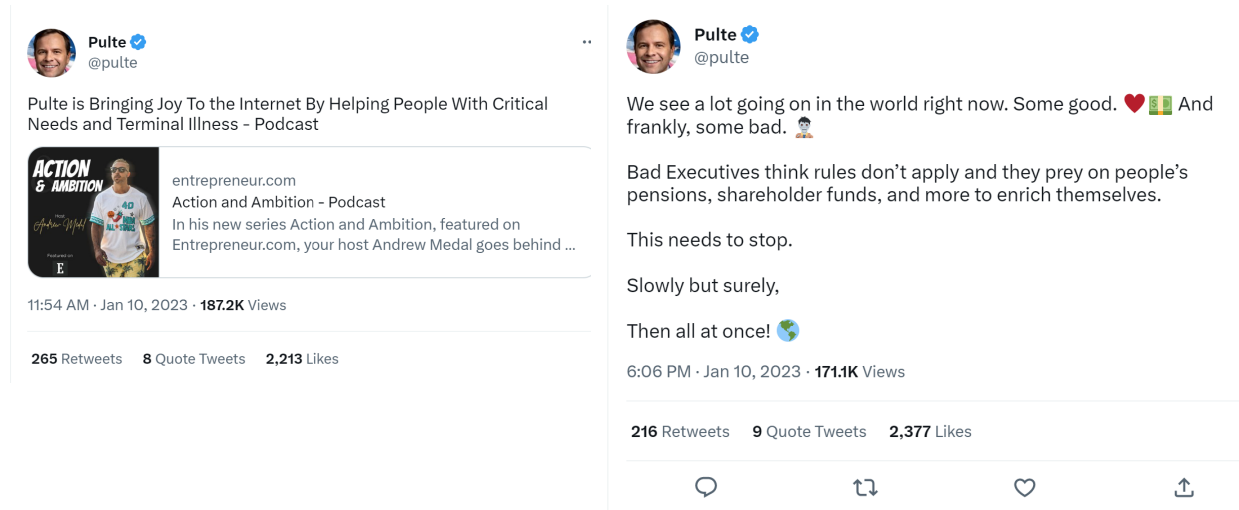 Pulte
@pulte
Pulte is Bringing Joy To the Internet By Helping People With Critical
Needs and Terminal Illness - Podcast
ACTION
& AMBITION
Host
Andrew Medal
Featured on
E
entrepreneur.com
Action and Ambition - Podcast
In his new series Action and Ambition, featured on
Entrepreneur.com, your host Andrew Medal goes behind ...
11:54 AM · Jan 10, 2023 · 187.2K Views
265 Retweets 8 Quote Tweets 2,213 Likes
Pulte
@pulte
We see a lot going on in the world right now. Some good. ❤️💵 And
frankly, some bad. 🧛🏻‍♂️
Bad Executives think rules don’t apply and they prey on people’s
pensions, shareholder funds, and more to enrich themselves.
This needs to stop.
Slowly but surely,
Then all at once! 🌎
6:06 PM · Jan 10, 2023 · 171.1K Views
216 Retweets 9 Quote Tweets 2,377 Likes